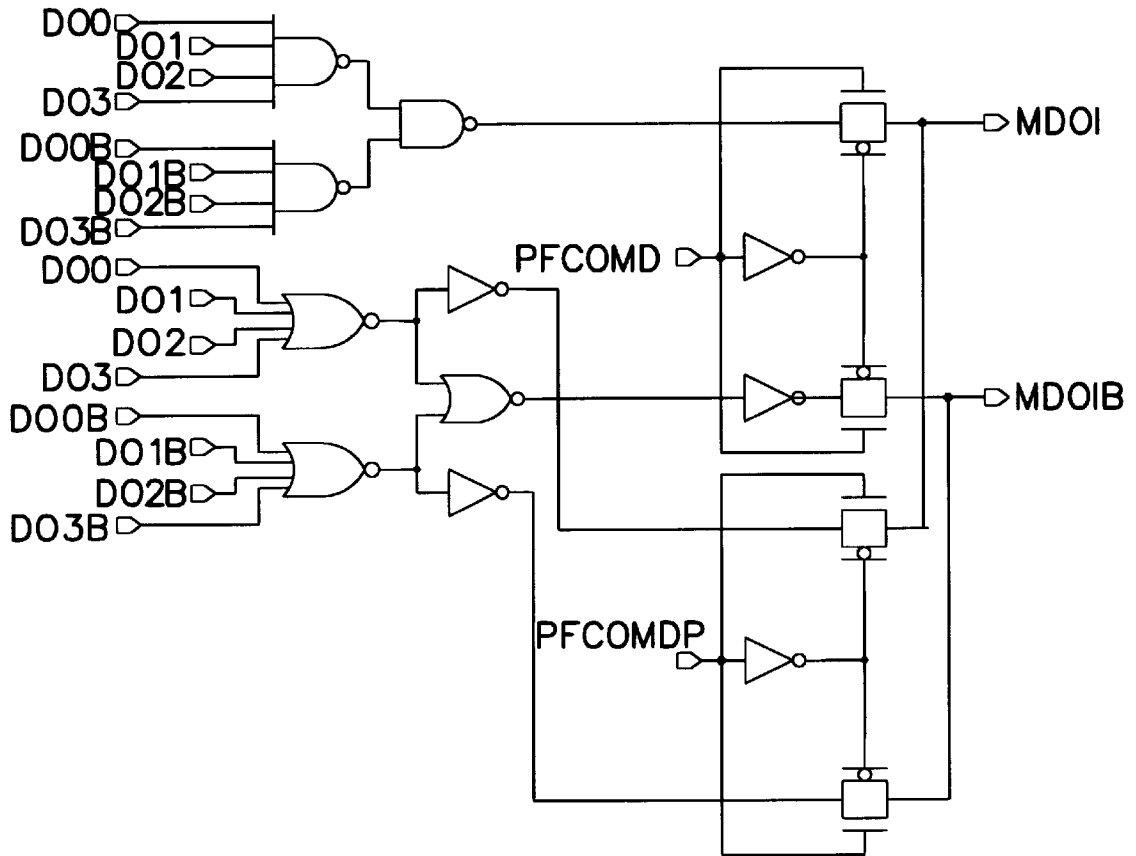 DO0
DO1
DO2
DO3
DO0B
DO1B
DO2B
DO3B
DO0
DO1
DO2
DO3
DO0B
DO1B
DO2B
DO3B
PFCOMD
PFCOMDP
MDOI
MDOIB